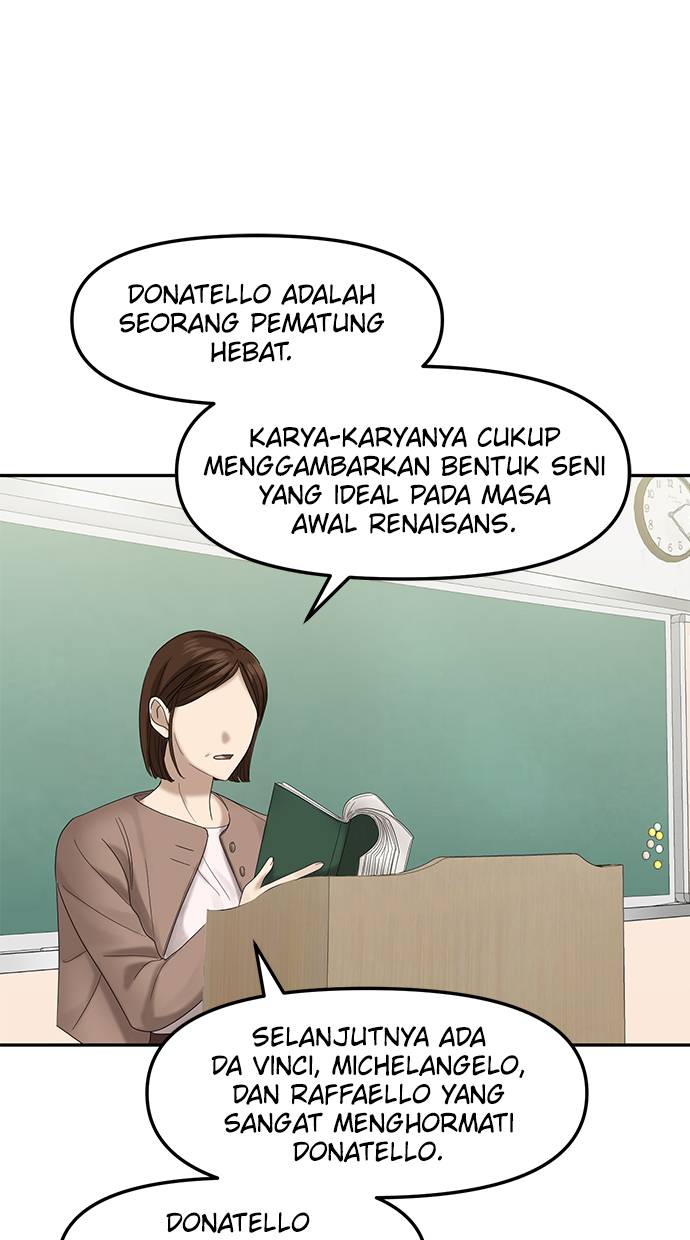 DONATELLO ADALAH
SEORANG PEMATUNG
HEBAT.
KARYA-KARYANYA CUKUP
MENGGAMBARKAN BENTUK SENI
YANG IDEAL PADA MASA
AWAL RENAISANS.
SELANJUTNYA ADA
DA VINCI, MICHELANGELO,
DAN RAFFAELLO YANG
SANGAT MENGHORMATI
DONATELLO.
DONATELLO